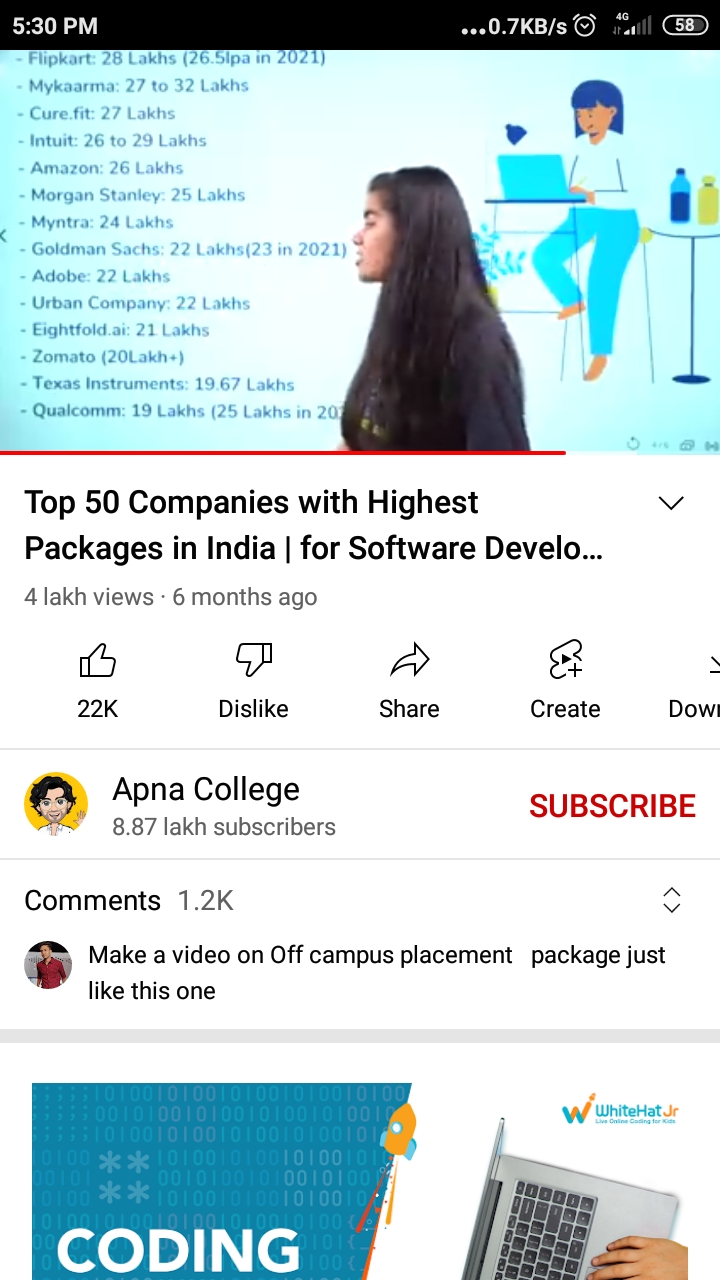 5:30 PM
...0.7KB/s 4G 58
- Flipkart: 28 Lakhs (26.5lpa in 2021)
- Mykaarma: 27 to 32 Lakhs
- Cure.fit: 27 Lakhs
- Intuit: 26 to 29 Lakhs
- Amazon: 26 Lakhs
- Morgan Stanley: 25 Lakhs
- Myntra: 24 Lakhs
- Goldman Sachs: 22 Lakhs(23 in 2021)
- Adobe: 22 Lakhs
- Urban Company: 22 Lakhs
- Eightfold.ai: 21 Lakhs
- Zomato (20Lakh+)
- Texas Instruments: 19.67 Lakhs
- Qualcomm: 19 Lakhs (25 Lakhs in 20
Top 50 Companies with Highest
Packages in India | for Software Develo...
4 lakh views · 6 months ago
22K Dislike Share Create Down
Apna College
8.87 lakh subscribers
SUBSCRIBE
Comments 1.2K
Make a video on Off campus placement package just
like this one
WhiteHat Jr
Live Online Coding for Kids
CODING